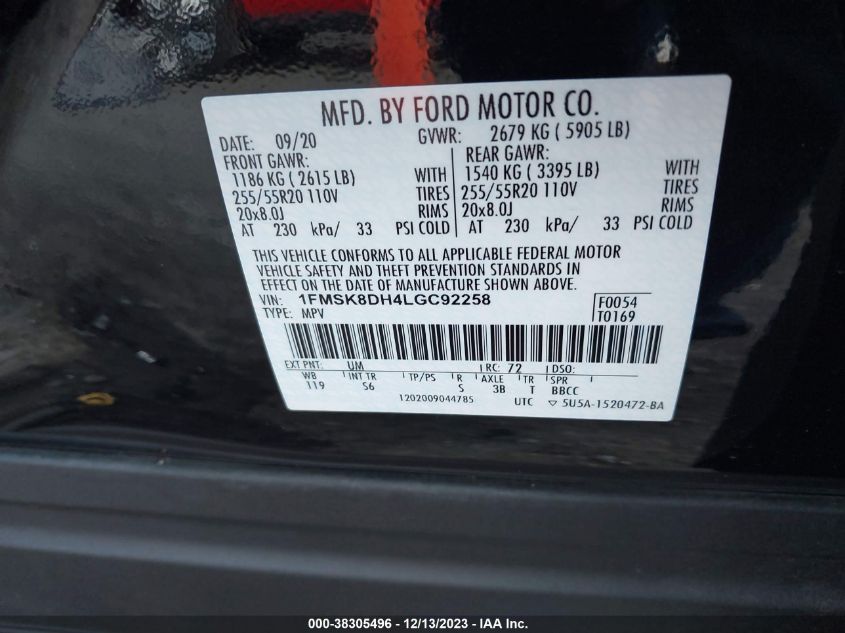 MFD. BY FORD MOTOR CO.
DATE: 09/20 GVWR: 2679 KG ( 5905 LB)
FRONT GAWR: REAR GAWR:
1186 KG ( 2615 LB) WITH 1540 KG ( 3395 LB) WITH
255/55R20 110V TIRES 255/55R20 110V TIRES
20x8.0J RIMS 20x8.0J RIMS
AT 230 kPa/ 33 PSI COLD AT 230 kPa/ 33 PSI COLD
THIS VEHICLE CONFORMS TO ALL APPLICABLE FEDERAL MOTOR
VEHICLE SAFETY AND THEFT PREVENTION STANDARDS IN
EFFECT ON THE DATE OF MANUFACTURE SHOWN ABOVE.
VIN: 1FMSK8DH4LGC92258 F0054
TYPE: MPV T0169
EXT PNT: UM RC: 72 DSO:
WB INT TR TP/PS R AXLE TR SPR
119 S6 S 3B T BBCC
1202009044785 UTC ▽ 5U5A-1520472-BA
000-38305496 - 12/13/2023 - IAA Inc.